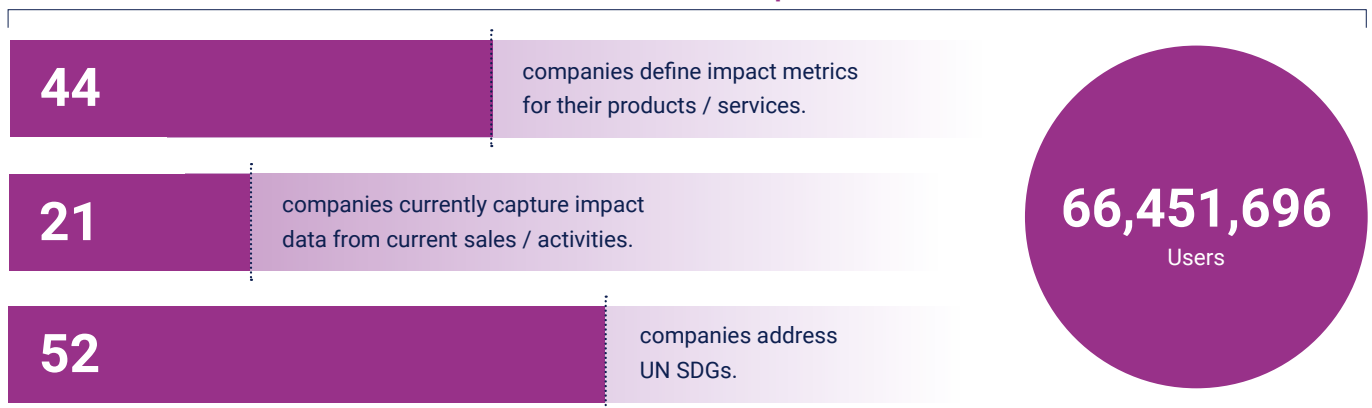 44
companies define impact metrics
for their products / services.
21
companies currently capture impact
data from current sales / activities.
52
companies address
UN SDGs.
66,451,696
Users